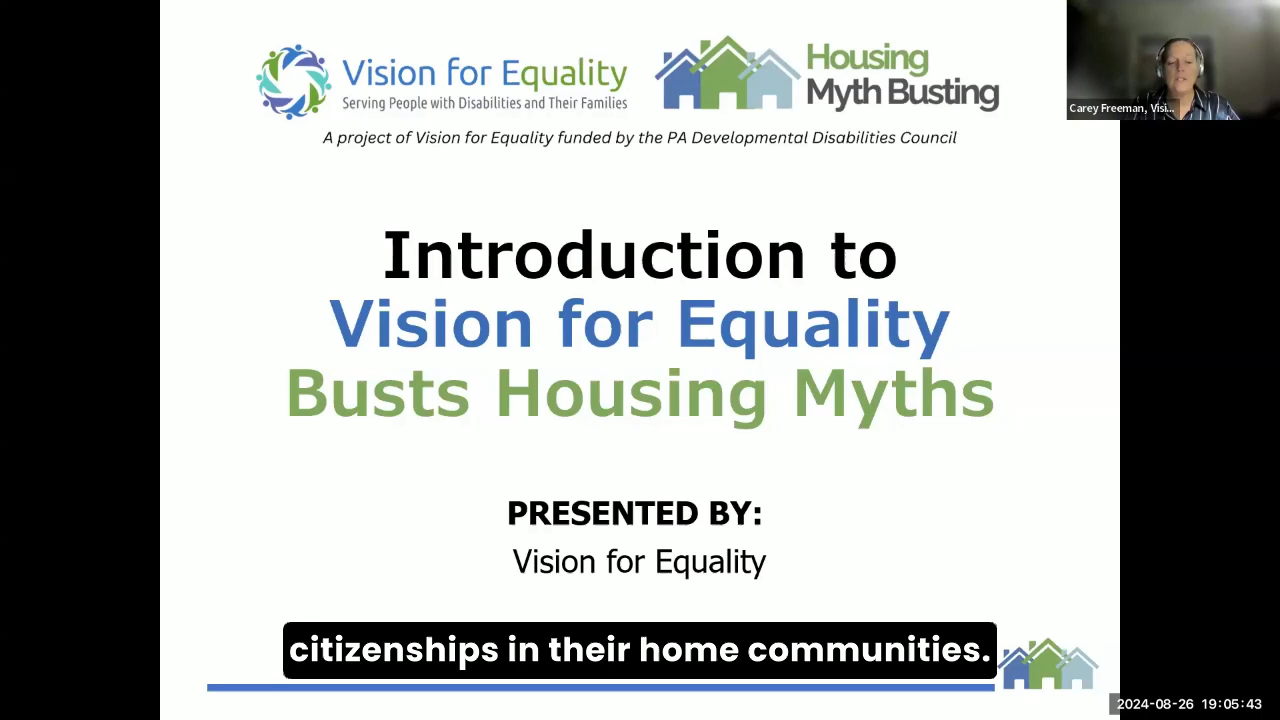 Vision for Equality
Serving People with Disabilities and Their Families
Housing
Myth Busting
Carey Freeman, Visi...
A project of Vision for Equality funded by the PA Developmental Disabilities Council
Introduction to
Vision for Equality
Busts Housing Myths
PRESENTED BY:
Vision for Equality
citizenships in their home communities.
2024-08-26 19:05:43